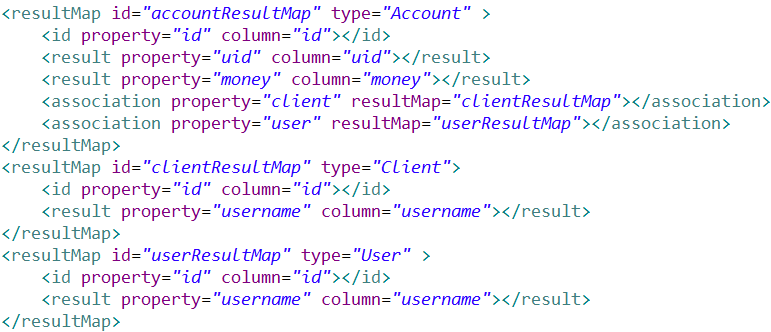 <resultMap id="accountResultMap" type="Account" >
    <id property="id" column="id"></id>
    <result property="uid" column="uid"></result>
    <result property="money" column="money"></result>
    <association property="client" resultMap="clientResultMap"></association>
    <association property="user" resultMap="userResultMap"></association>
</resultMap>
<resultMap id="clientResultMap" type="Client">
    <id property="id" column="id"></id>
    <result property="username" column="username"></result>
</resultMap>
<resultMap id="userResultMap" type="User" >
    <id property="id" column="id"></id>
    <result property="username" column="username"></result>
</resultMap>